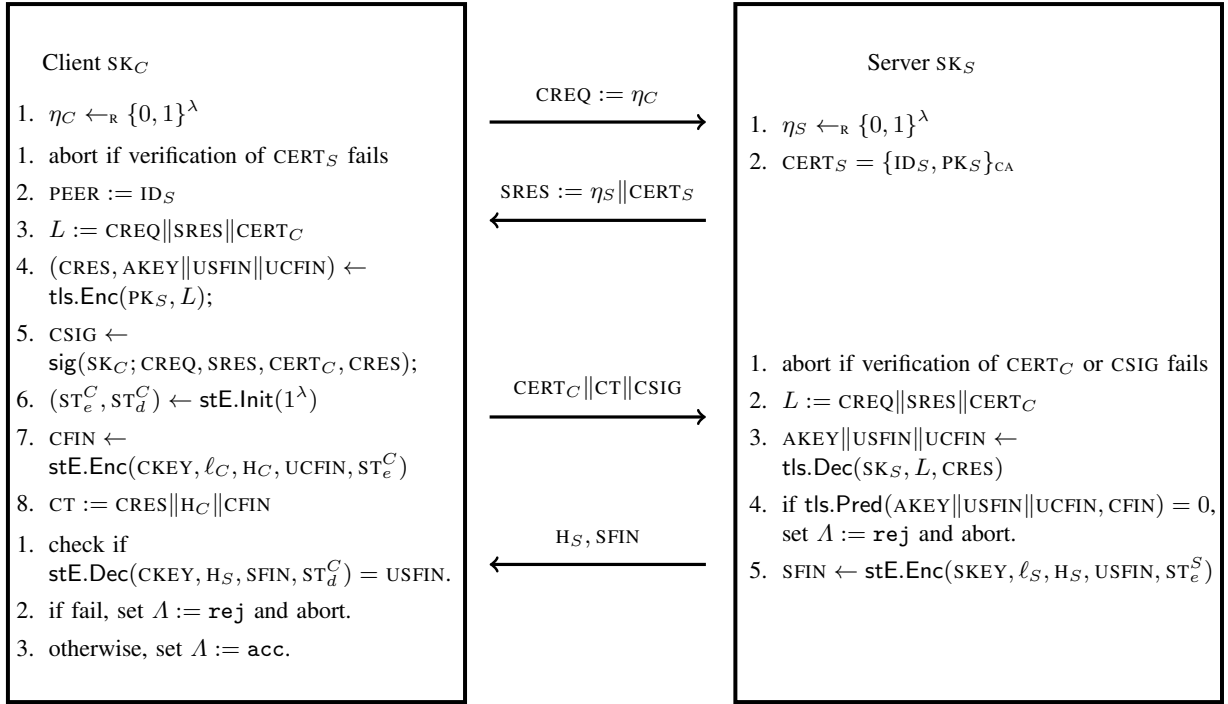 Client SK_C
1. η_C ←_R {0, 1}^λ
1. abort if verification of CERT_S fails
2. PEER := ID_S
3. L := CREQ‖SRES‖CERT_C
4. (CRES, AKEY‖USFIN‖UCFIN) ←
tls.Enc(PK_S, L);
5. CSIG ←
sig(SK_C; CREQ, SRES, CERT_C, CRES);
6. (ST_e^C, ST_d^C) ← stE.Init(1^λ)
7. CFIN ←
stE.Enc(CKEY, ℓ_C, H_C, UCFIN, ST_e^C)
8. CT := CRES‖H_C‖CFIN
1. check if
stE.Dec(CKEY, H_S, SFIN, ST_d^C) = USFIN.
2. if fail, set Λ := rej and abort.
3. otherwise, set Λ := acc.
CREQ := η_C
SRES := η_S‖CERT_S
CERT_C‖CT‖CSIG
H_S, SFIN
Server SK_S
1. η_S ←_R {0, 1}^λ
2. CERT_S = {ID_S, PK_S}_CA
1. abort if verification of CERT_C or CSIG fails
2. L := CREQ‖SRES‖CERT_C
3. AKEY‖USFIN‖UCFIN ←
tls.Dec(SK_S, L, CRES)
4. if tls.Pred(AKEY‖USFIN‖UCFIN, CFIN) = 0,
set Λ := rej and abort.
5. SFIN ← stE.Enc(SKEY, ℓ_S, H_S, USFIN, ST_e^S)